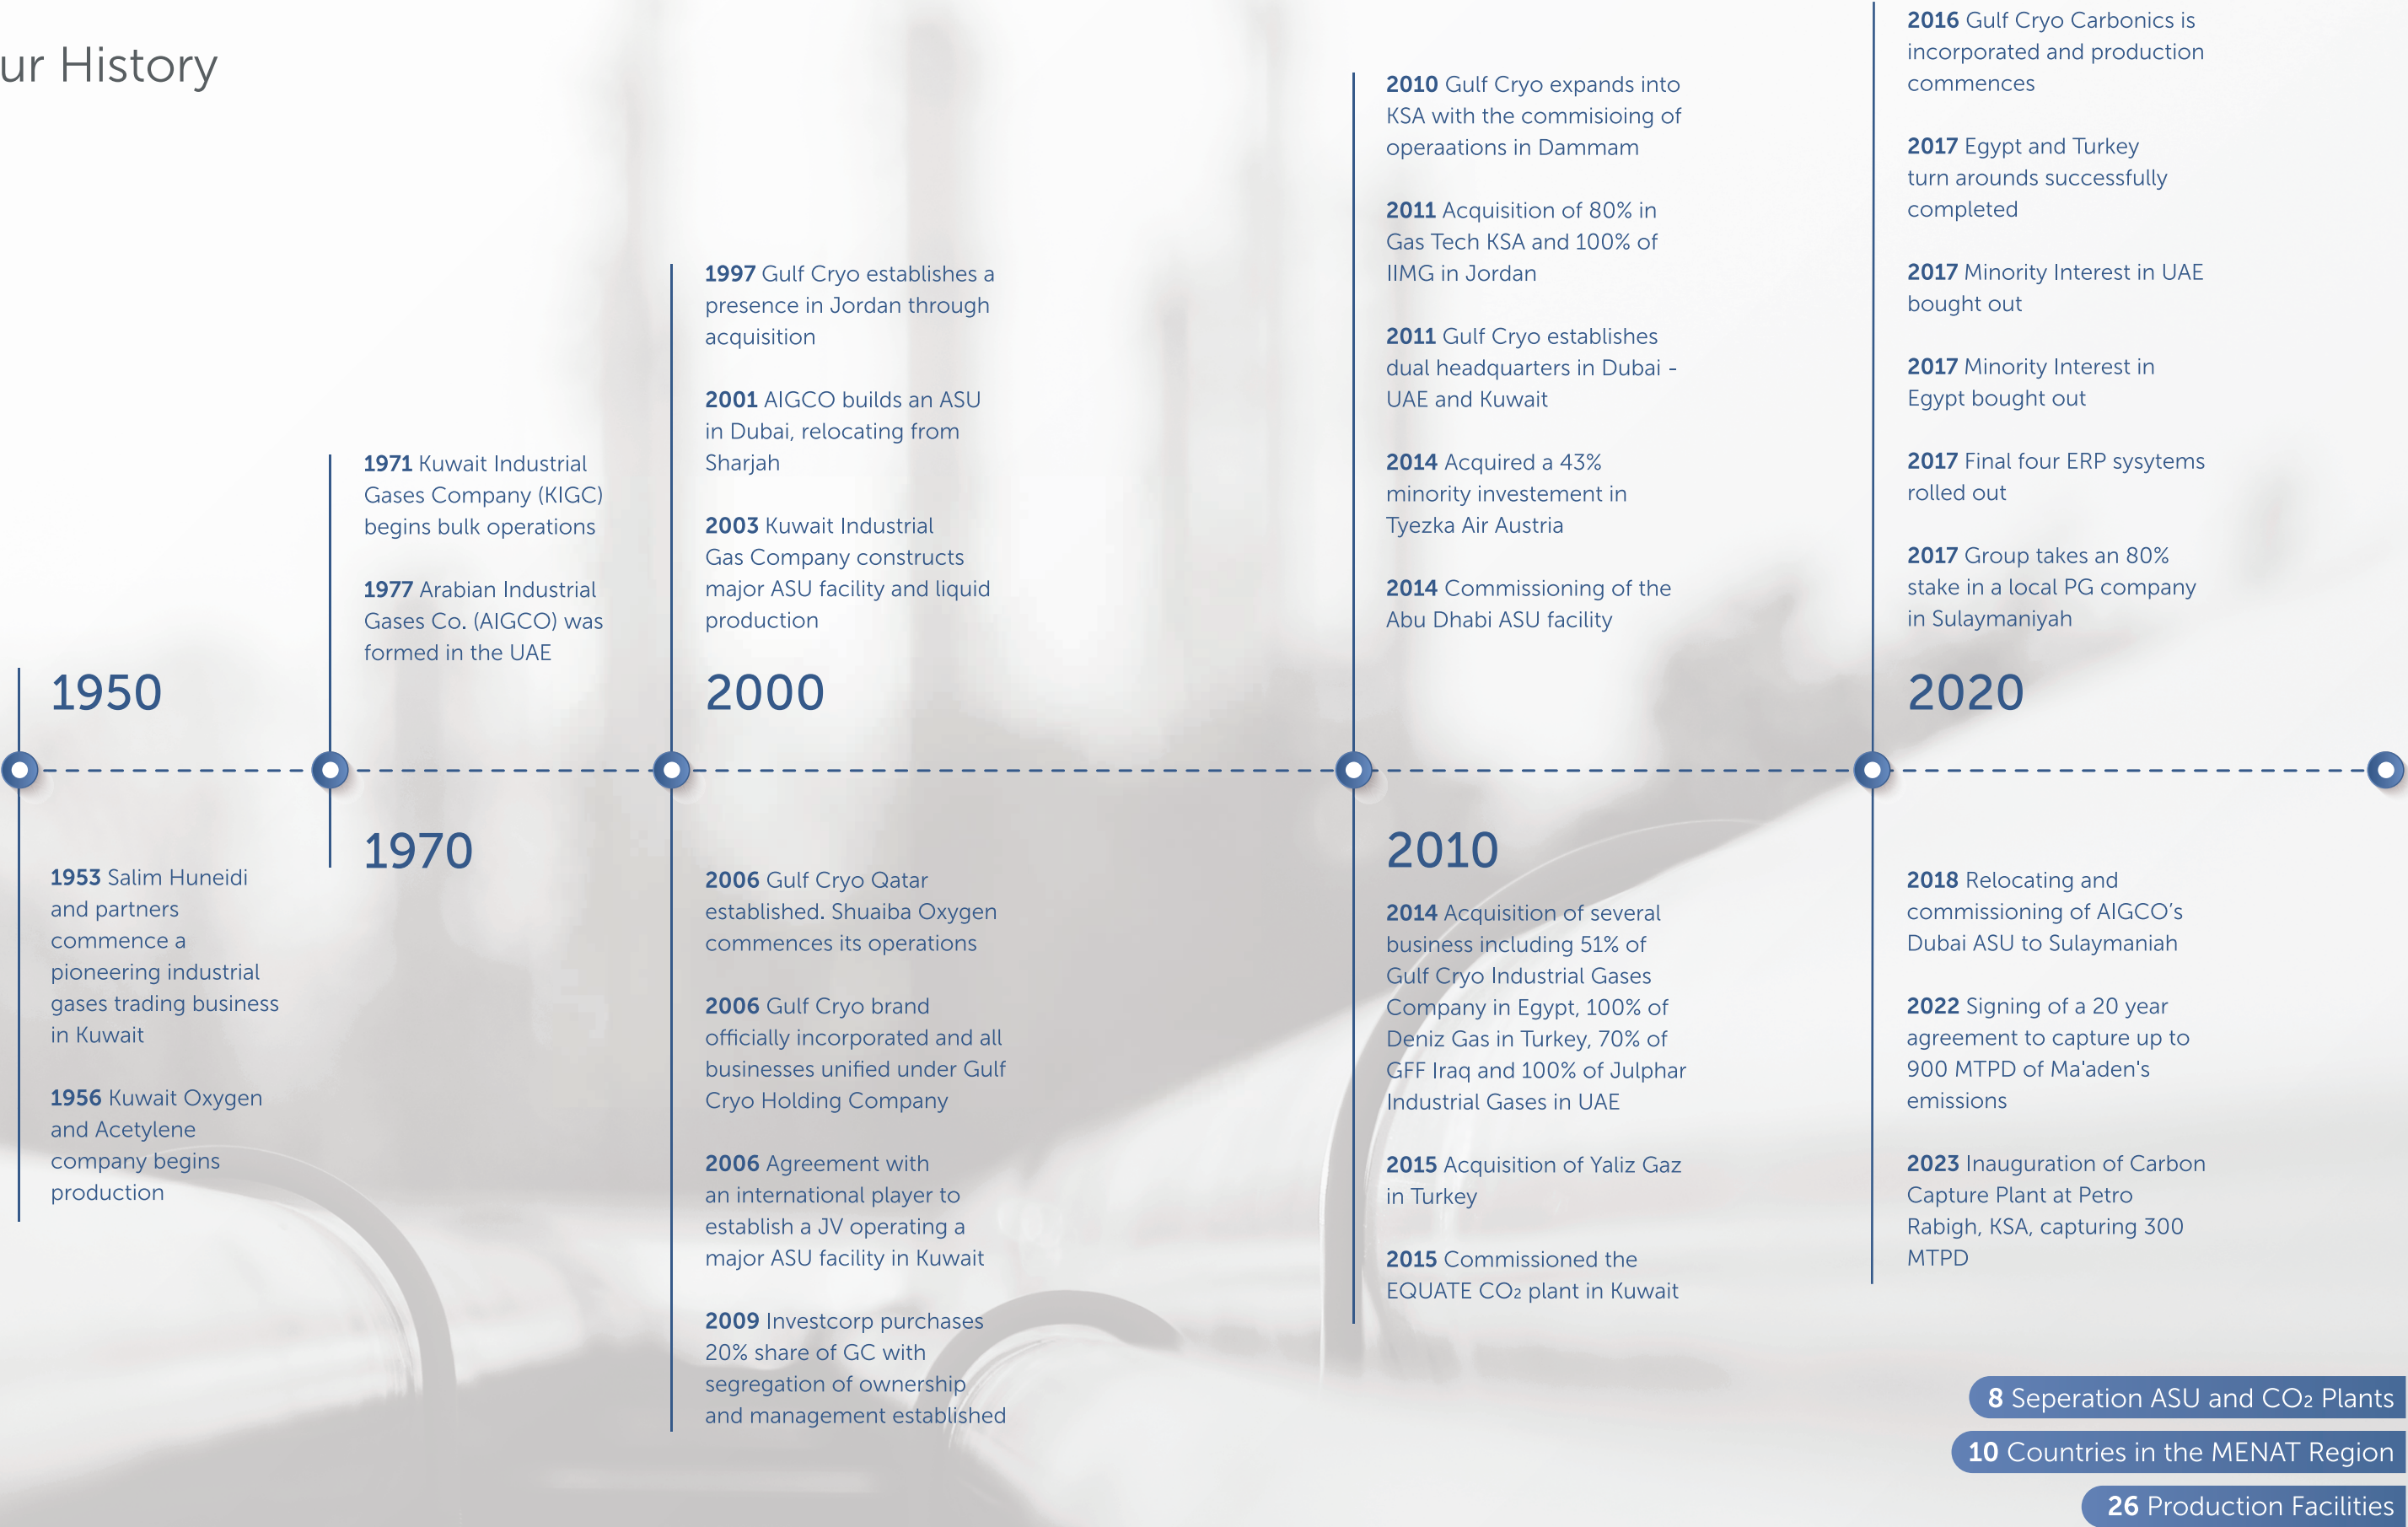 ur History
1950
1953 Salim Huneidi
and partners
commence a
pioneering industrial
gases trading business
in Kuwait
1956 Kuwait Oxygen
and Acetylene
company begins
production
1971 Kuwait Industrial
Gases Company (KIGC)
begins bulk operations
1977 Arabian Industrial
Gases Co. (AIGCO) was
formed in the UAE
1970
1997 Gulf Cryo establishes a
presence in Jordan through
acquisition
2001 AIGCO builds an ASU
in Dubai, relocating from
Sharjah
2003 Kuwait Industrial
Gas Company constructs
major ASU facility and liquid
production
2000
2006 Gulf Cryo Qatar
established. Shuaiba Oxygen
commences its operations
2006 Gulf Cryo brand
officially incorporated and all
businesses unified under Gulf
Cryo Holding Company
2006 Agreement with
an international player to
establish a JV operating a
major ASU facility in Kuwait
2009 Investcorp purchases
20% share of GC with
segregation of ownership
and management established
2010 Gulf Cryo expands into
KSA with the commisioing of
operaations in Dammam
2011 Acquisition of 80% in
Gas Tech KSA and 100% of
IIMG in Jordan
2011 Gulf Cryo establishes
dual headquarters in Dubai -
UAE and Kuwait
2014 Acquired a 43%
minority investement in
Tyezka Air Austria
2014 Commissioning of the
Abu Dhabi ASU facility
2010
2014 Acquisition of several
business including 51% of
Gulf Cryo Industrial Gases
Company in Egypt, 100% of
Deniz Gas in Turkey, 70% of
GFF Iraq and 100% of Julphar
Industrial Gases in UAE
2015 Acquisition of Yaliz Gaz
in Turkey
2015 Commissioned the
EQUATE CO₂ plant in Kuwait
2016 Gulf Cryo Carbonics is
incorporated and production
commences
2017 Egypt and Turkey
turn arounds successfully
completed
2017 Minority Interest in UAE
bought out
2017 Minority Interest in
Egypt bought out
2017 Final four ERP sysytems
rolled out
2017 Group takes an 80%
stake in a local PG company
in Sulaymaniyah
2020
2018 Relocating and
commissioning of AIGCO’s
Dubai ASU to Sulaymaniah
2022 Signing of a 20 year
agreement to capture up to
900 MTPD of Ma'aden's
emissions
2023 Inauguration of Carbon
Capture Plant at Petro
Rabigh, KSA, capturing 300
MTPD
8 Seperation ASU and CO₂ Plants
10 Countries in the MENAT Region
26 Production Facilities